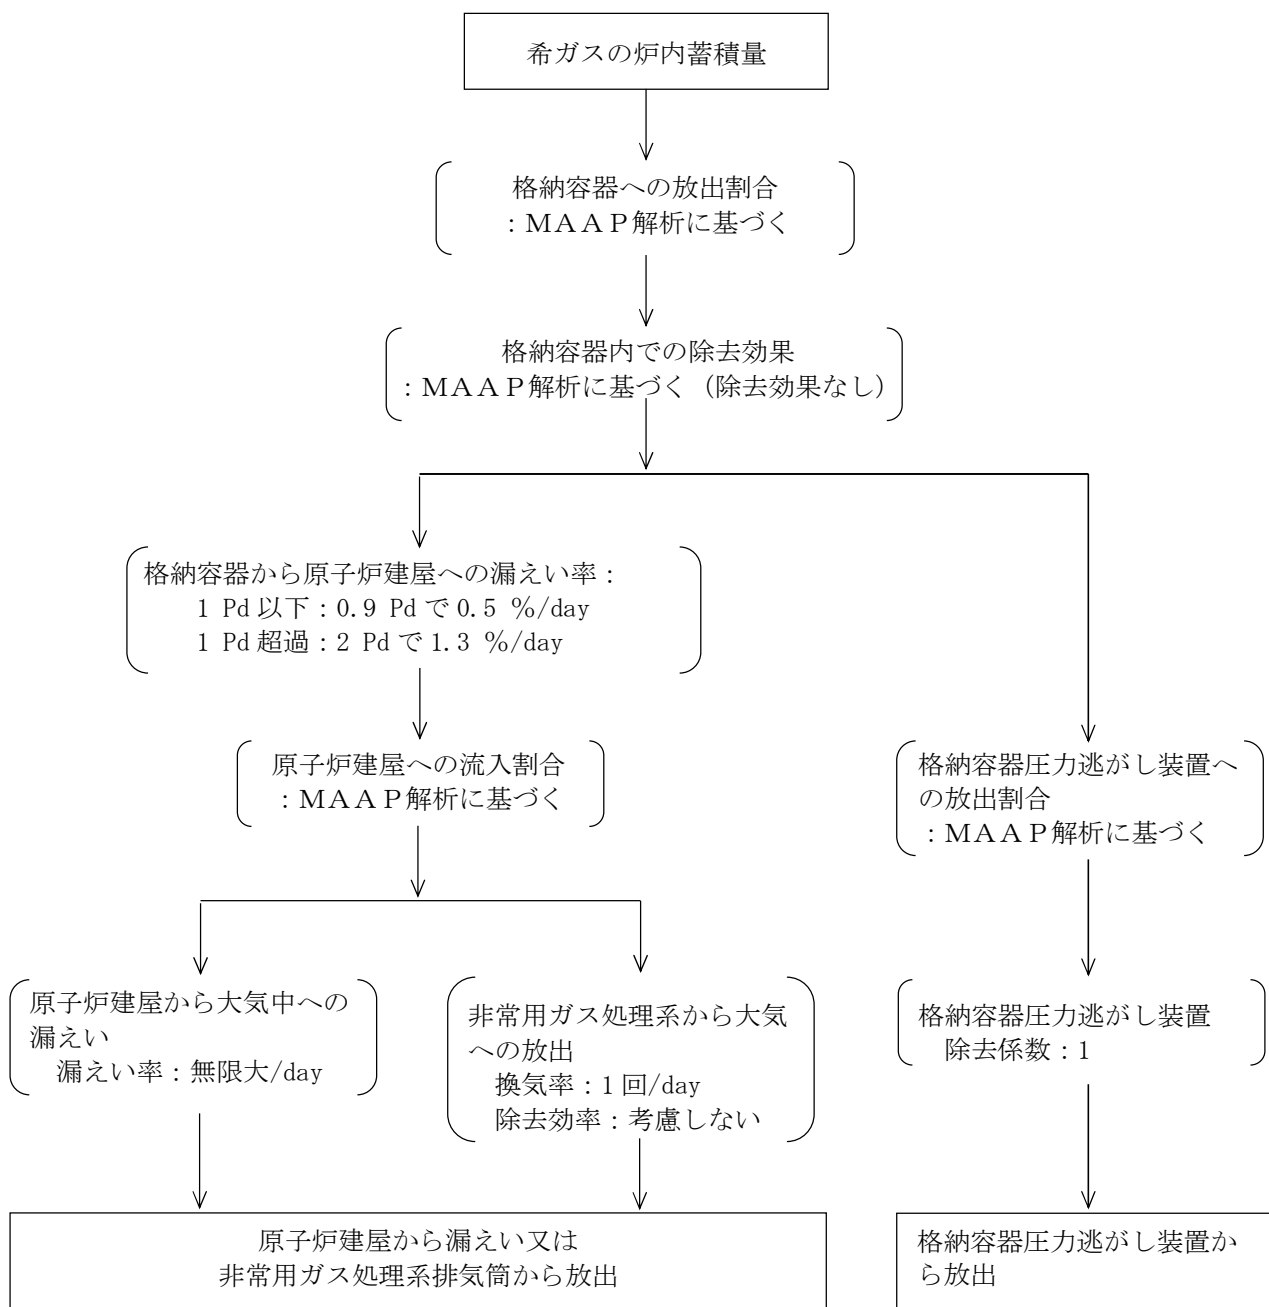 希ガスの炉内蓄積量
格納容器への放出割合
：ＭＡＡＰ解析に基づく
格納容器内での除去効果
：ＭＡＡＰ解析に基づく（除去効果なし）
格納容器から原子炉建屋への漏えい率：
1 Pd 以下：0.9 Pd で 0.5 %/day
1 Pd 超過：2 Pd で 1.3 %/day
原子炉建屋への流入割合
：ＭＡＡＰ解析に基づく
格納容器圧力逃がし装置へ
の放出割合
：ＭＡＡＰ解析に基づく
原子炉建屋から大気中への
漏えい
漏えい率：無限大/day
非常用ガス処理系から大気
への放出
換気率：1 回/day
除去効率：考慮しない
格納容器圧力逃がし装置
除去係数：1
原子炉建屋から漏えい又は
非常用ガス処理系排気筒から放出
格納容器圧力逃がし装置か
ら放出